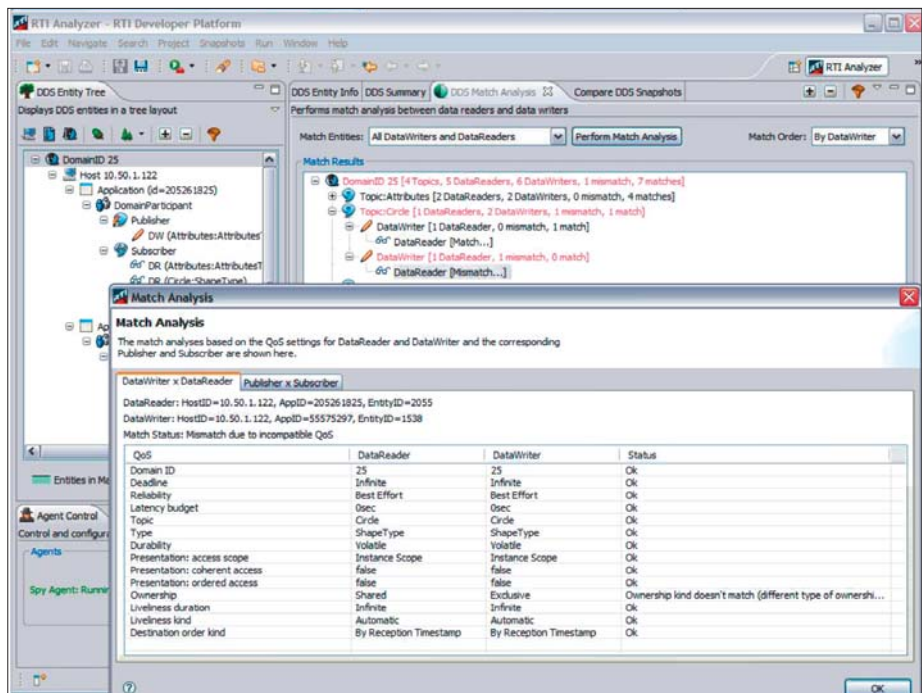 RTI Analyzer - RTI Developer Platform
File Edit Navigate Search Project Snapshots Run Window Help
RTI Analyzer
DDS Entity Tree
Displays DDS entities in a tree layout
DomainID 25
Host 10.50.1.122
Application (id=205261825)
DomainParticipant
Publisher
DW (Attributes:Attributes
Subscriber
DR (Attributes:AttributesT
DR (Circle:ShapeType)
Ap
Entities in Ma
Agent Control
Control and configura
Agents
Spy Agent: Runnin
DDS Entity Info DDS Summary DDS Match Analysis Compare DDS Snapshots
Performs match analysis between data readers and data writers
Match Entities: All DataWriters and DataReaders Perform Match Analysis Match Order: By DataWriter
Match Results
DomainID 25 [4 Topics, 5 DataReaders, 6 DataWriters, 1 mismatch, 7 matches]
Topic:Attributes [2 DataReaders, 2 DataWriters, 0 mismatch, 4 matches]
Topic:Circle [1 DataReaders, 2 DataWriters, 1 mismatch, 1 match]
DataWriter [1 DataReader, 0 mismatch, 1 match]
DataReader [Match...]
DataWriter [1 DataReader, 1 mismatch, 0 match]
DataReader [Mismatch...]
Match Analysis
Match Analysis
The match analyses based on the QoS settings for DataReader and DataWriter and the corresponding
Publisher and Subscriber are shown here.
DataWriter x DataReader Publisher x Subscriber
DataReader: HostID=10.50.1.122, AppID=205261825, EntityID=2055
DataWriter: HostID=10.50.1.122, AppID=55575297, EntityID=1538
Match Status: Mismatch due to incompatible QoS
QoS DataReader DataWriter Status
Domain ID 25 25 Ok
Deadline Infinite Infinite Ok
Reliability Best Effort Best Effort Ok
Latency budget 0sec 0sec Ok
Topic Circle Circle Ok
Type ShapeType ShapeType Ok
Durability Volatile Volatile Ok
Presentation: access scope Instance Scope Instance Scope Ok
Presentation: coherent access false false Ok
Presentation: ordered access false false Ok
Ownership Shared Exclusive Ownership kind doesn't match (different type of ownershi...
Liveliness duration Infinite Infinite Ok
Liveliness kind Automatic Automatic Ok
Destination order kind By Reception Timestamp By Reception Timestamp Ok
OK